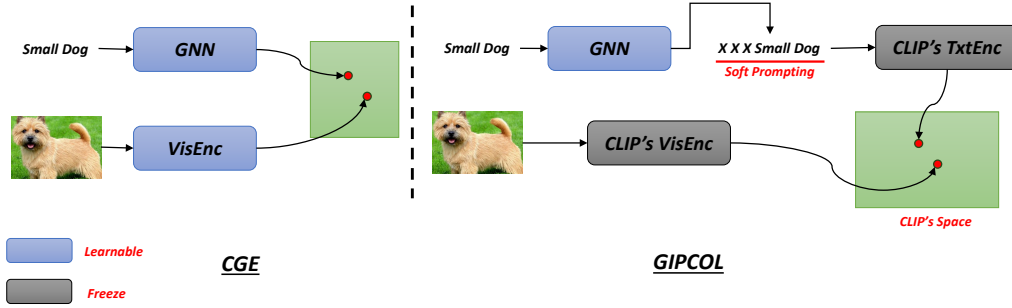 Small Dog
GNN
VisEnc
CGE
Small Dog
GNN
X X X Small Dog
Soft Prompting
CLIP's TxtEnc
CLIP's VisEnc
CLIP's Space
GIPCOL
Learnable
Freeze